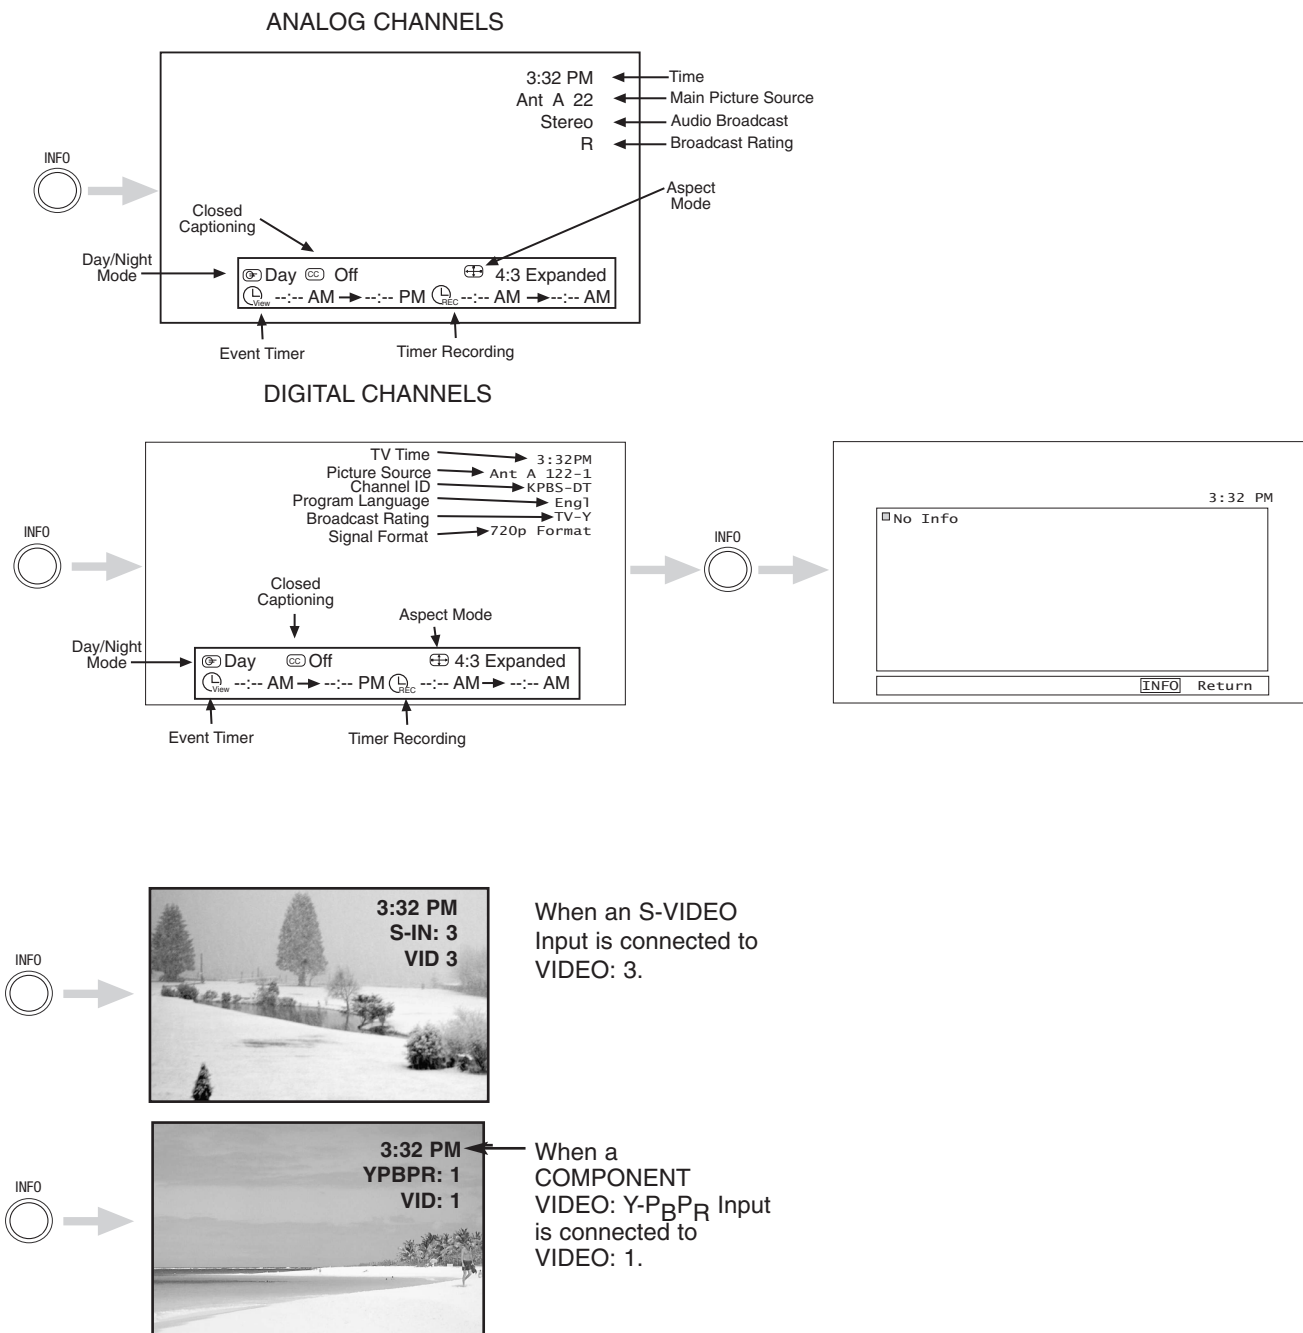 ANALOG CHANNELS
3:32 PM
Time
Ant A 22
Main Picture Source
Stereo
Audio Broadcast
R
Broadcast Rating
INFO
Aspect
Mode
Closed
Captioning
Day/Night
Mode
CC
Day
Off
4:3 Expanded
View --:-- AM --:-- PM REC --:-- AM --:-- AM
Event Timer
Timer Recording
DIGITAL CHANNELS
TV Time
3:32PM
Picture Source
Ant A 122-1
Channel ID
KPBS-DT
Program Language
Engl
Broadcast Rating
TV-Y
Signal Format
720p Format
INFO
Closed
Captioning
Aspect Mode
Day/Night
Mode
Day
CC Off
4:3 Expanded
View --:-- AM --:-- PM REC --:-- AM --:-- AM
Event Timer
Timer Recording
INFO
3:32 PM
No Info
INFO Return
INFO
3:32 PM
S-IN: 3
VID 3
When an S-VIDEO
Input is connected to
VIDEO: 3.
INFO
3:32 PM
YPBPR: 1
VID: 1
When a
COMPONENT
VIDEO: Y-PBPR Input
is connected to
VIDEO: 1.